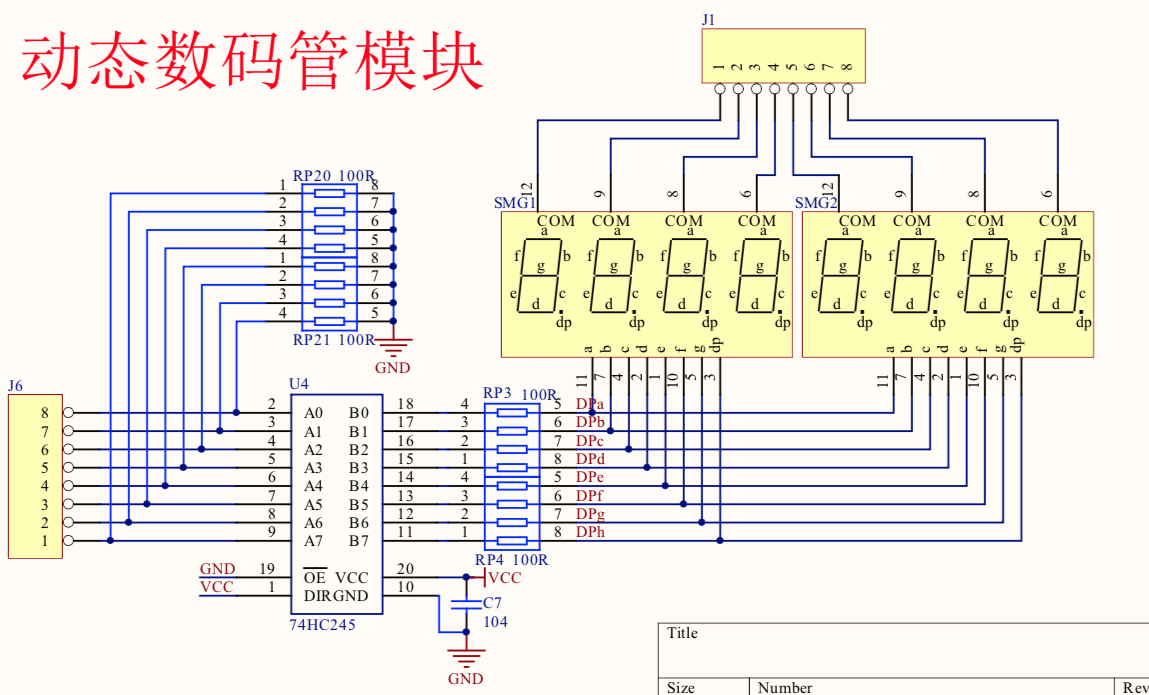 动态数码管模块
J1
1 2 3 4 5 6 7 8
RP20 100R
1 8
2 7
3 6
4 5
1 8
2 7
3 6
4 5
RP21 100R
GND
12 9 8 6 12 9 8 6
SMG1 SMG2
COM COM COM COM COM COM COM COM
a a a a a a a a
f b f b f b f b f b f b f b f b
g g g g g g g g
e c e c e c e c e c e c e c e c
d d d d d d d d
dp dp dp dp dp dp dp dp
a b c d e f g dp a b c d e f g dp
11 7 4 2 1 10 5 3 11 7 4 2 1 10 5 3
J6 U4 RP3 100R
8 2 A0 B0 18 4 5 DPa
7 3 A1 B1 17 3 6 DPb
6 4 A2 B2 16 2 7 DPc
5 5 A3 B3 15 1 8 DPd
4 6 A4 B4 14 4 5 DPe
3 7 A5 B5 13 3 6 DPf
2 8 A6 B6 12 2 7 DPg
1 9 A7 B7 11 1 8 DPh
RP4 100R
GND 19 OE VCC 20 VCC
VCC 1 DIR GND 10
C7
104
74HC245
GND
Title
Size Number Rev